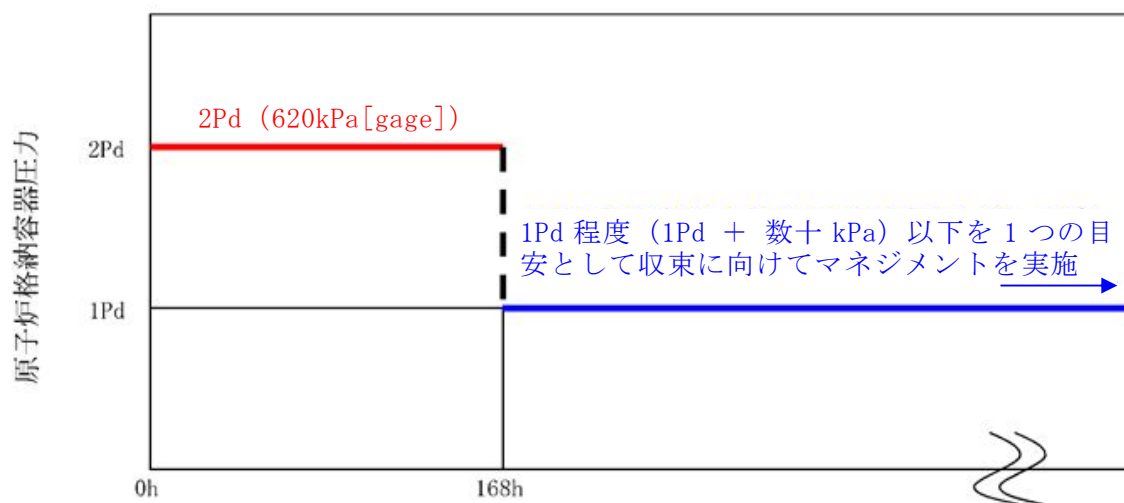 原子炉格納容器圧力
2Pd (620kPa[gage])
2Pd
1Pd 程度（1Pd + 数十 kPa）以下を 1 つの目
安として収束に向けてマネジメントを実施
1Pd
0h
168h